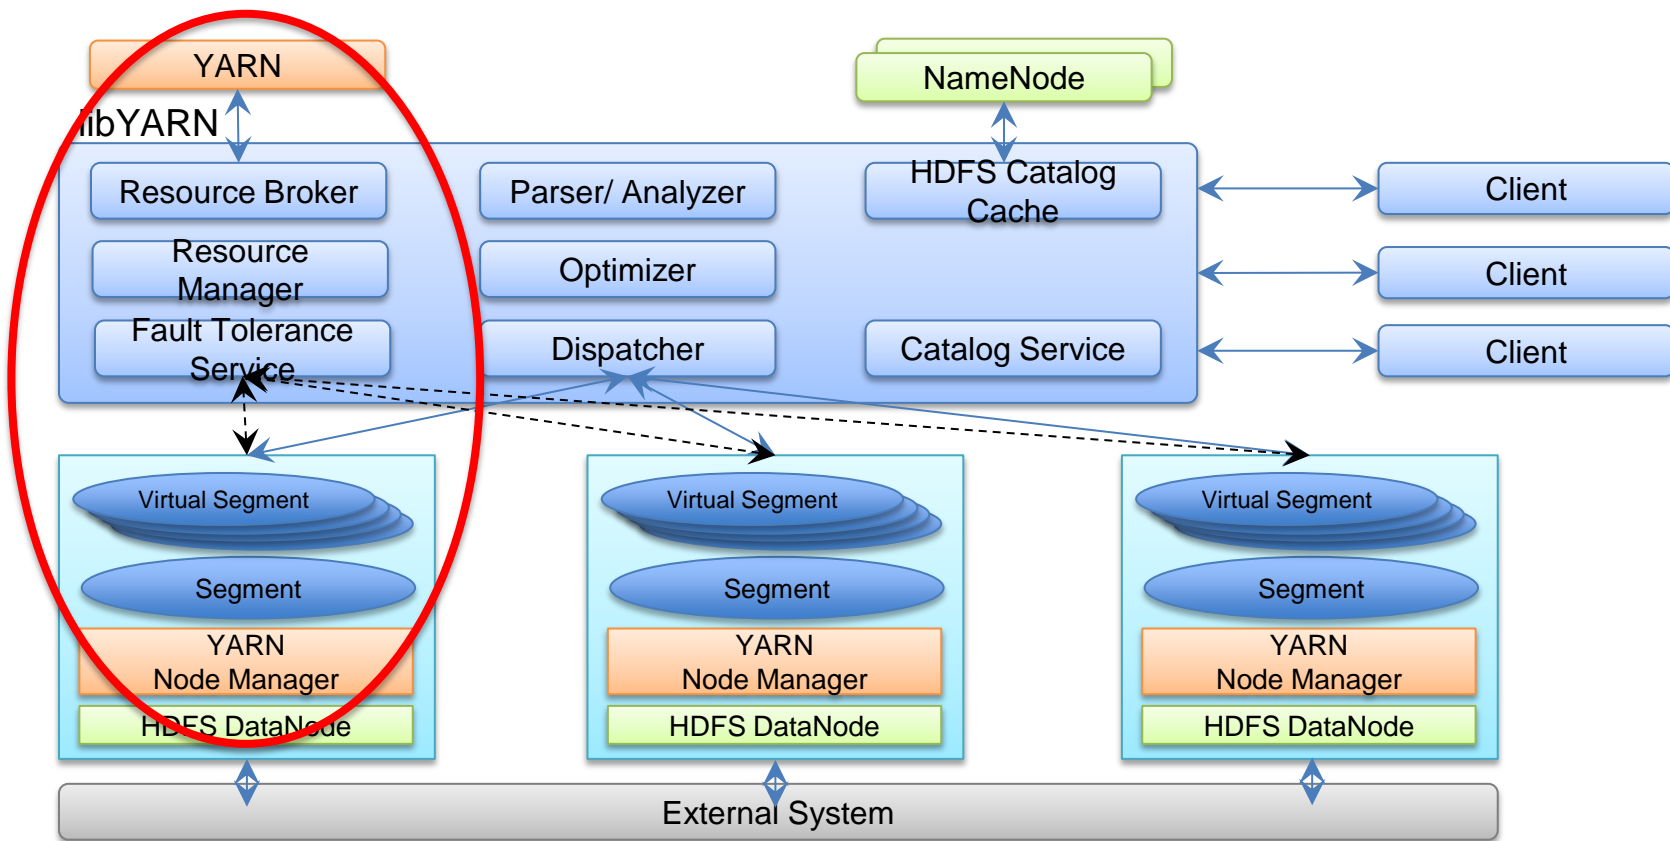 YARN
NameNode
libYARN
Resource Broker
Parser/ Analyzer
HDFS Catalog
Cache
Client
Resource
Manager
Optimizer
Client
Fault Tolerance
Service
Dispatcher
Catalog Service
Client
Virtual Segment
Virtual Segment
Virtual Segment
Segment
Segment
Segment
YARN
Node Manager
YARN
Node Manager
YARN
Node Manager
HDFS DataNode
HDFS DataNode
HDFS DataNode
External System